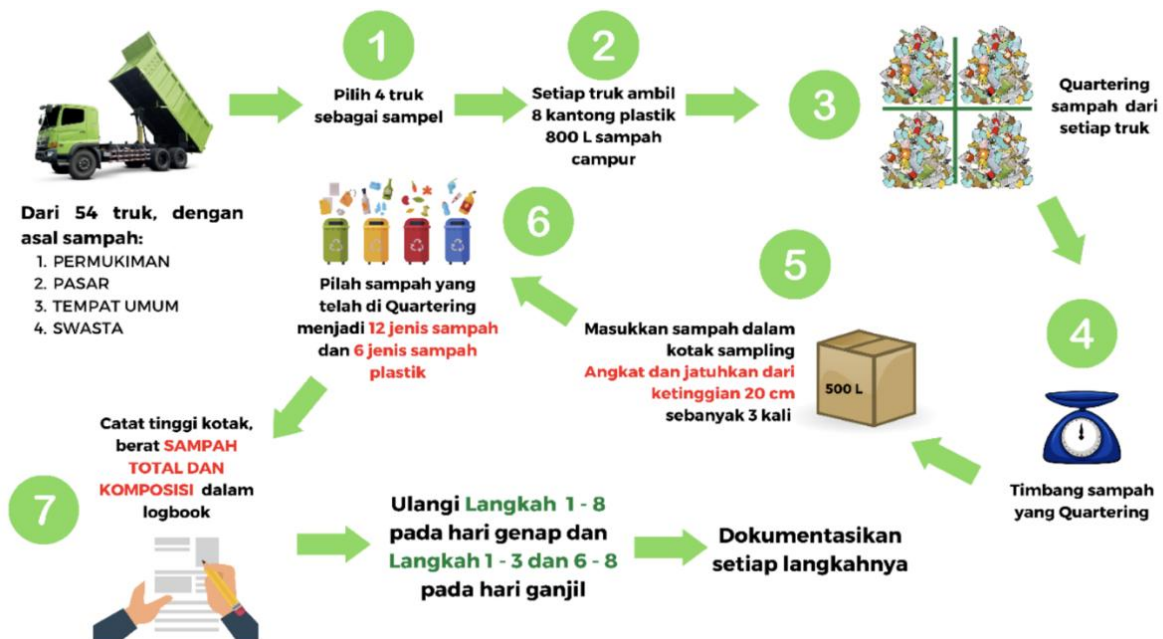 1
Pilih 4 truk
sebagai sampel
2
Setiap truk ambil
8 kantong plastik
800 L sampah
campur
3
Quartering
sampah dari
setiap truk
Dari 54 truk, dengan
asal sampah:
1. PERMUKIMAN
2. PASAR
3. TEMPAT UMUM
4. SWASTA
4
Timbang sampah
yang Quartering
5
Masukkan sampah dalam
kotak sampling
Angkat dan jatuhkan dari
ketinggian 20 cm
sebanyak 3 kali
500 L
6
Pilah sampah yang
telah di Quartering
menjadi 12 jenis sampah
dan 6 jenis sampah
plastik
7
Catat tinggi kotak,
berat SAMPAH
TOTAL DAN
KOMPOSISI dalam
logbook
Ulangi Langkah 1 - 8
pada hari genap dan
Langkah 1 - 3 dan 6 - 8
pada hari ganjil
Dokumentasikan
setiap langkahnya